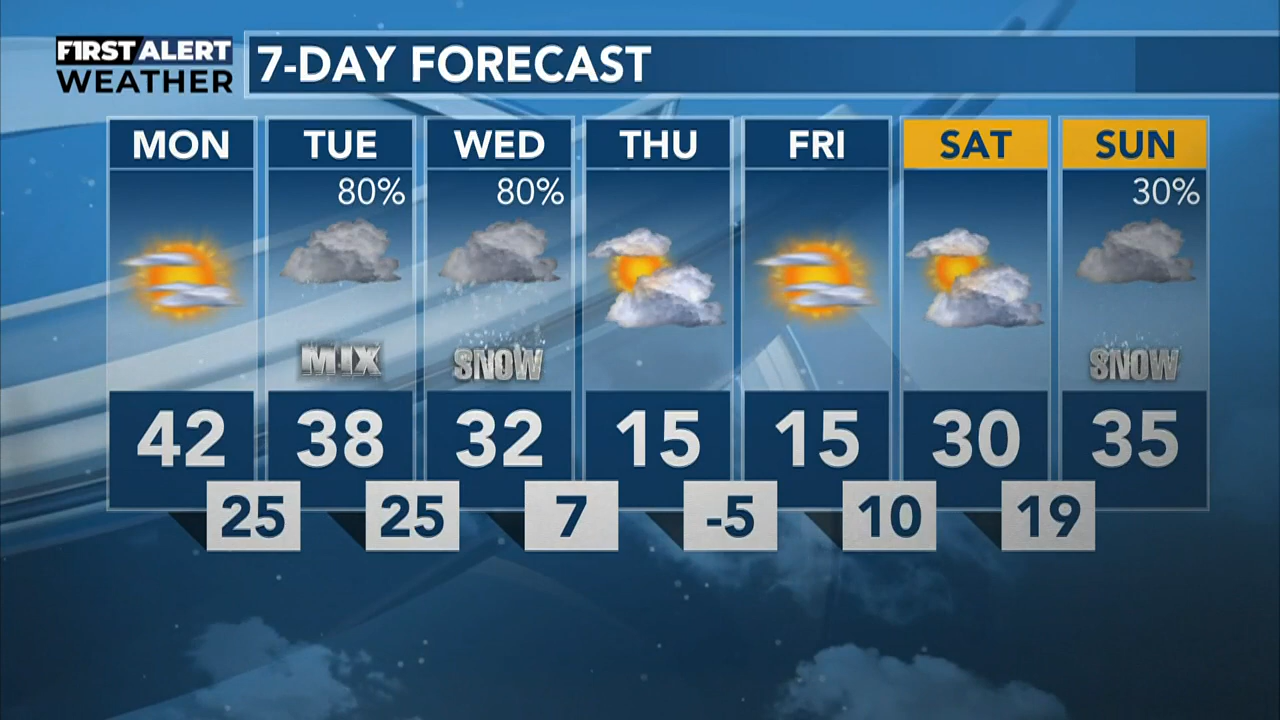 FIRST ALERT
WEATHER
7-DAY FORECAST
MON TUE WED THU FRI SAT SUN
80% 80% 30%
MIX SNOW SNOW
42 38 32 15 15 30 35
25 25 7 -5 10 19